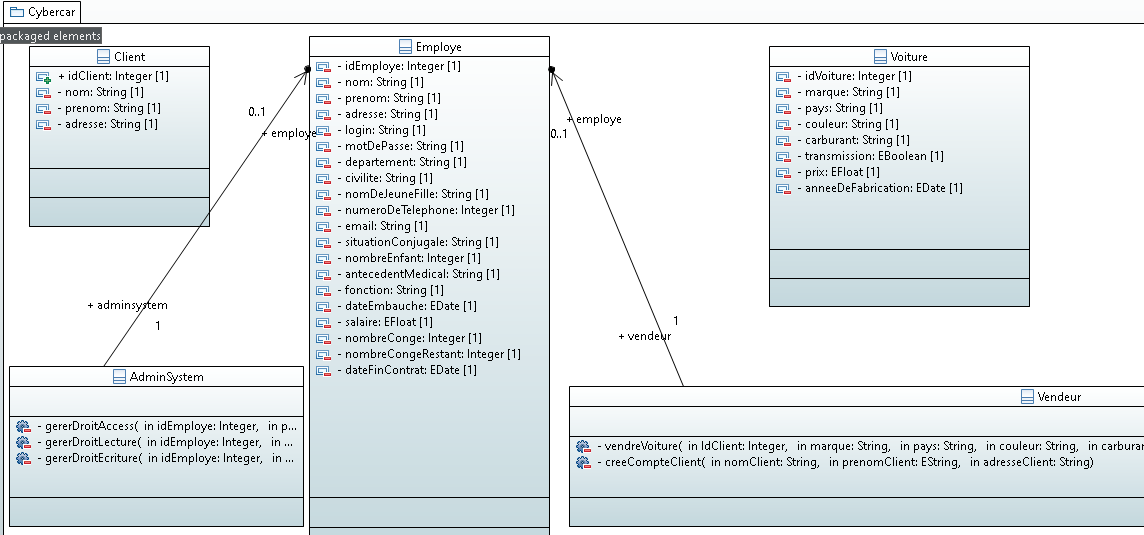 Cybercar
packaged elements
Client
+ idClient: Integer [1]
- nom: String [1]
- prenom: String [1]
- adresse: String [1]
Employe
- idEmploye: Integer [1]
- nom: String [1]
- prenom: String [1]
- adresse: String [1]
- login: String [1]
- motDePasse: String [1]
- departement: String [1]
- civilite: String [1]
- nomDeJeuneFille: String [1]
- numeroDeTelephone: Integer [1]
- email: String [1]
- situationConjugale: String [1]
- nombreEnfant: Integer [1]
- antecedentMedical: String [1]
- fonction: String [1]
- dateEmbauche: EDate [1]
- salaire: EFloat [1]
- nombreConge: Integer [1]
- nombreCongeRestant: Integer [1]
- dateFinContrat: EDate [1]
Voiture
- idVoiture: Integer [1]
- marque: String [1]
- pays: String [1]
- couleur: String [1]
- carburant: String [1]
- transmission: EBoolean [1]
- prix: EFloat [1]
- anneeDeFabrication: EDate [1]
0..1
+ employe
+ adminsystem
1
+ employe
0..1
1
+ vendeur
AdminSystem
- gererDroitAccess( in idEmploye: Integer, in p...
- gererDroitLecture( in idEmploye: Integer, in ...
- gererDroitEcriture( in idEmploye: Integer, in ...
Vendeur
- vendreVoiture( in IdClient: Integer, in marque: String, in pays: String, in couleur: String, in carburar
- creeCompteClient( in nomClient: String, in prenomClient: EString, in adresseClient: String)